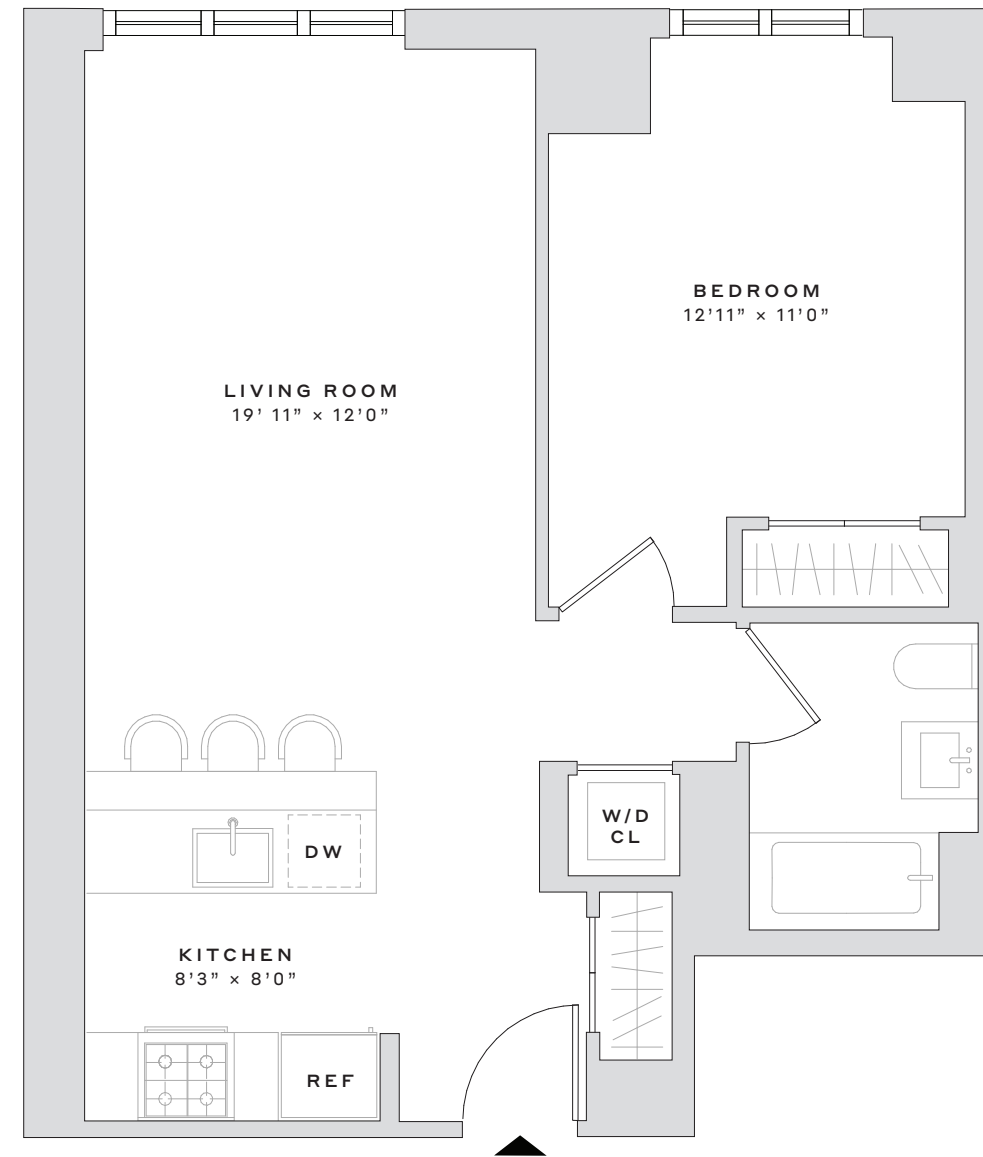 BEDROOM
12'11" × 11'0"
LIVING ROOM
19' 11" × 12'0"
W/D
CL
DW
KITCHEN
8'3" × 8'0"
REF